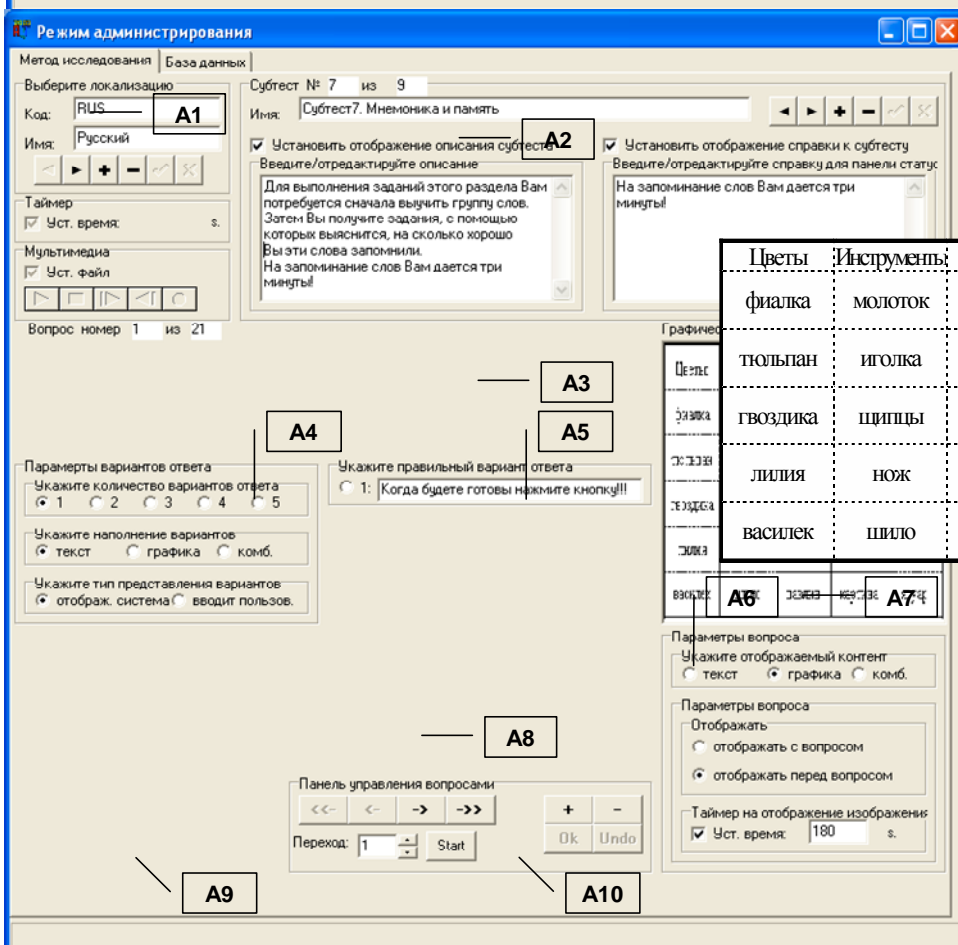 Режим администрирования
Метод исследования
База данных
Выберите локализацию
Код: RUS
Имя: Русский
A1
Субтест № 7 из 9
Имя: Субтест7. Мнемоника и память
Установить отображение описания субтеста
A2
Установить отображение справки к субтесту
Введите/отредактируйте описание
Для выполнения заданий этого раздела Вам
потребуется сначала выучить группу слов.
Затем Вы получите задания, с помощью
которых выяснится, на сколько хорошо
Вы эти слова запомнили.
На запоминание слов Вам дается три
минуты!
Введите/отредактируйте справку для панели статус
На запоминание слов Вам дается три
минуты!
Таймер
Уст. время: s.
Мультимедиа
Уст. файл
Вопрос номер 1 из 21
Графичес
Цветы Инструменты
фиалка молоток
тюльпан иголка
гвоздика щипцы
лилия нож
василек шило
A3
A4
A5
Парамерты вариантов ответа
Укажите количество вариантов ответа
1 2 3 4 5
Укажите наполнение вариантов
текст графика комб.
Укажите тип представления вариантов
отображ. система вводит пользов.
Укажите правильный вариант ответа
1: Когда будете готовы нажмите кнопку!!!
василек
A6
A7
Параметры вопроса
Укажите отображаемый контент
текст графика комб.
Параметры вопроса
Отображать
отображать с вопросом
отображать перед вопросом
Таймер на отображение изображения
Уст. время: 180 s.
A8
Панель управления вопросами
<<- <- -> ->> + -
Переход: 1 Start Ok Undo
A9
A10